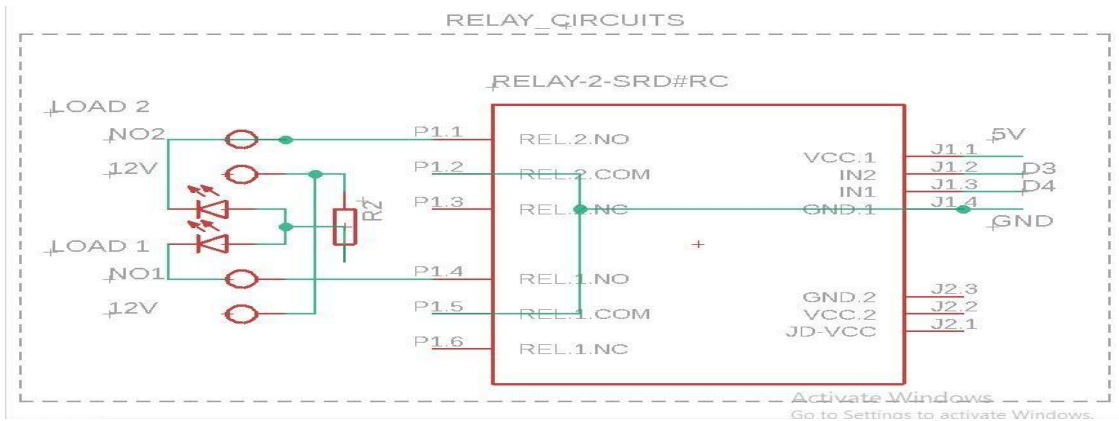 RELAY_CIRCUITS
RELAY-2-SRD#RC
LOAD 2
NO2
12V
LOAD 1
NO1
12V
R2
P1.1
P1.2
P1.3
P1.4
P1.5
P1.6
REL.2.NO
REL.2.COM
REL.2.NC
REL.1.NO
REL.1.COM
REL.1.NC
VCC.1
IN2
IN1
GND.1
GND.2
VCC.2
JD-VCC
J1.1
J1.2
J1.3
J1.4
J2.3
J2.2
J2.1
5V
D3
D4
GND
Activate Windows
Go to Settings to activate Windows.